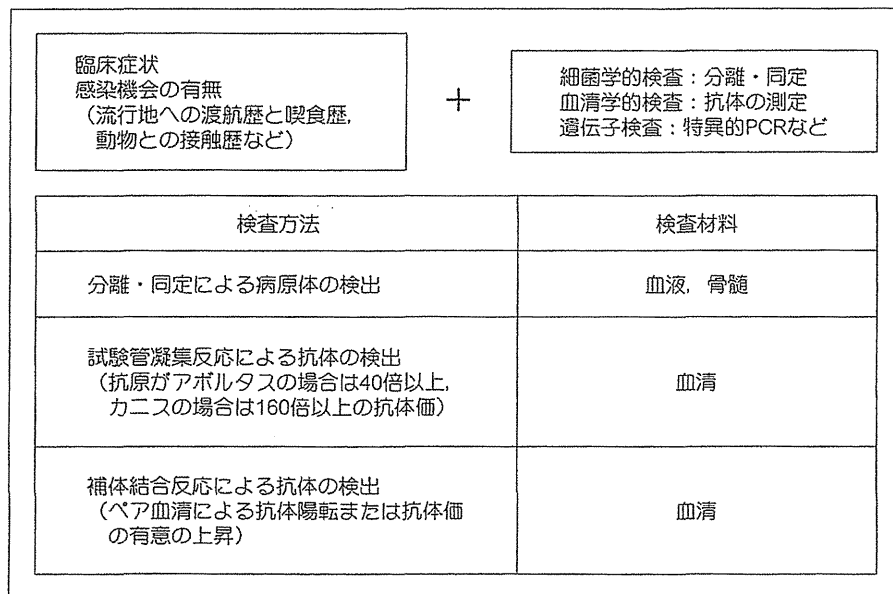 臨床症状
感染機会の有無
（流行地への渡航歴と喫食歴，
動物との接触歴など）
＋
細菌学的検査：分離・同定
血清学的検査：抗体の測定
遺伝子検査：特異的PCRなど
検査方法
検査材料
分離・同定による病原体の検出
血液，骨髄
試験管凝集反応による抗体の検出
（抗原がアボルタスの場合は40倍以上，
カニスの場合は160倍以上の抗体価）
血清
補体結合反応による抗体の検出
（ペア血清による抗体陽転または抗体価
の有意の上昇）
血清